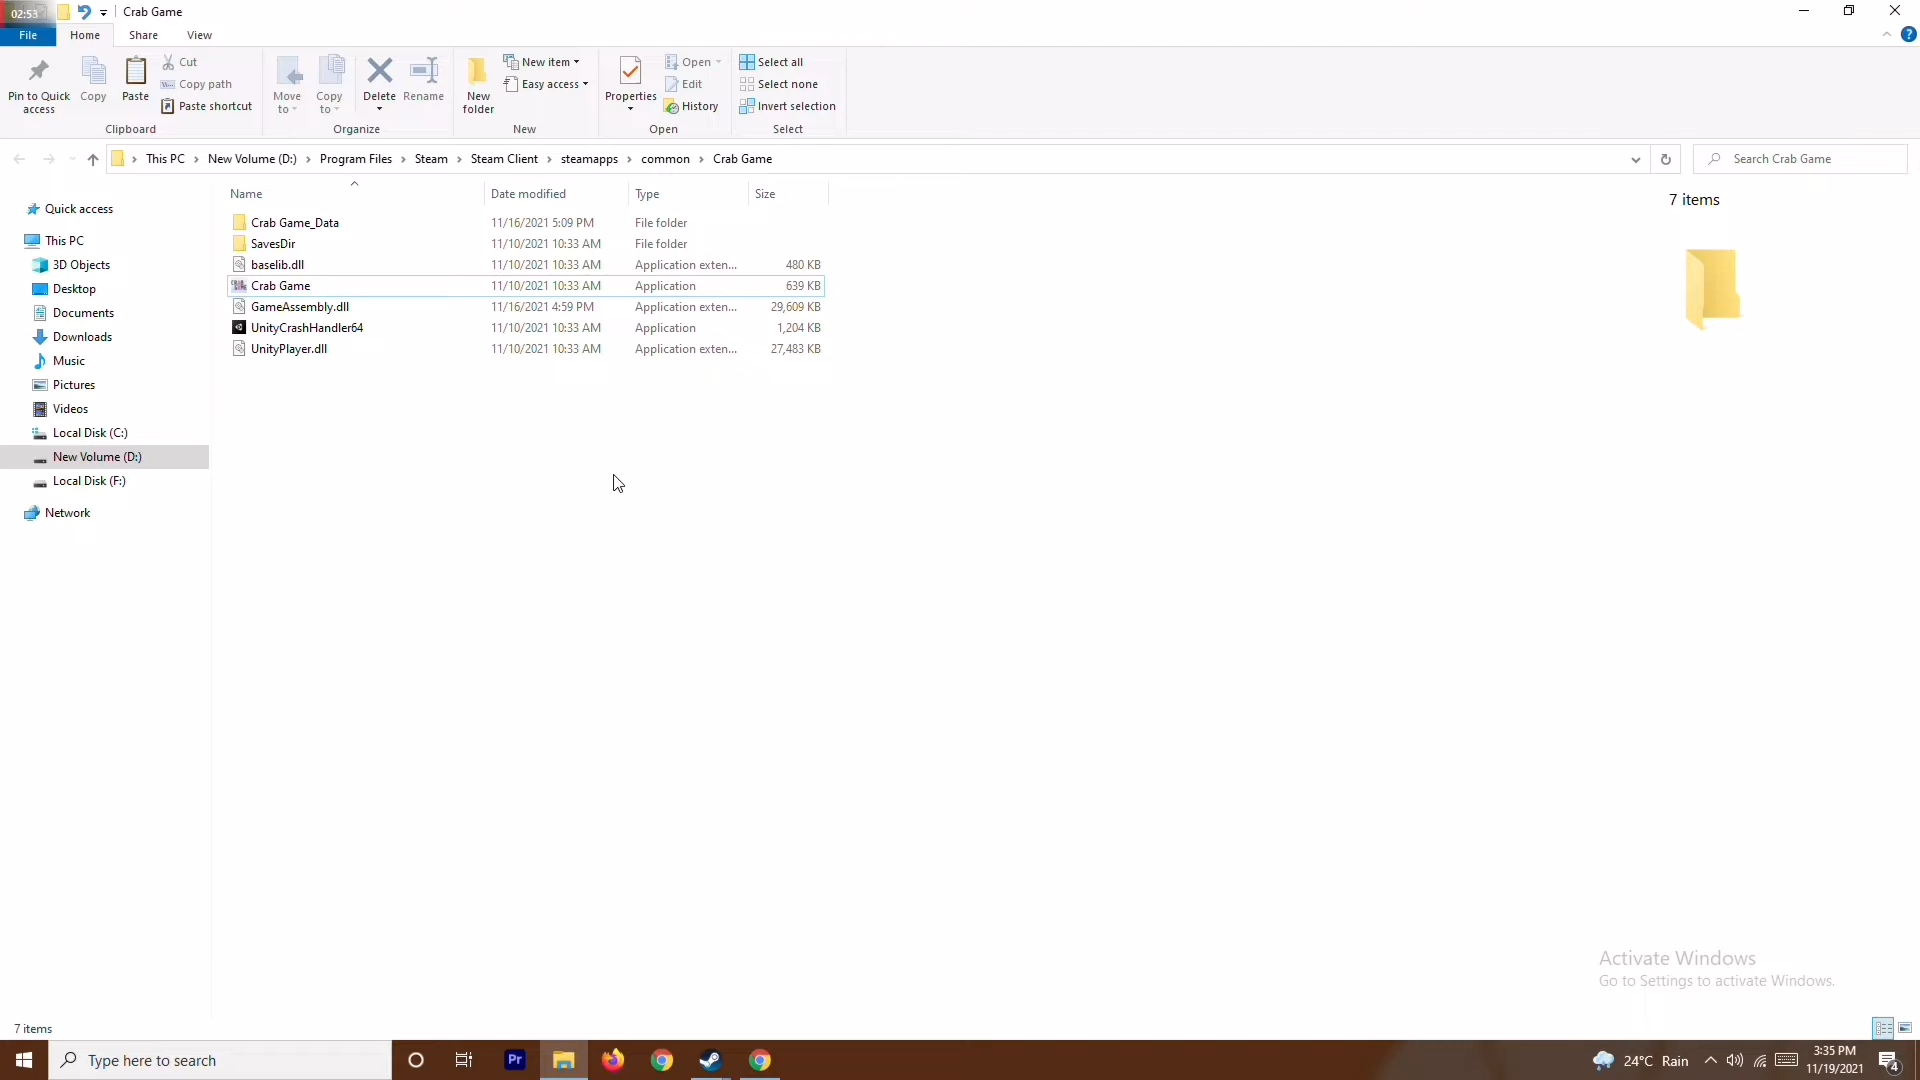 02:53
Crab Game
File Home Share View
Pin to Quick access
Copy
Paste
Cut
Copy path
Paste shortcut
Clipboard
Move to
Copy to
Delete
Rename
Organize
New folder
New item
Easy access
New
Properties
Open
Edit
History
Open
Select all
Select none
Invert selection
Select
This PC › New Volume (D:) › Program Files › Steam › Steam Client › steamapps › common › Crab Game
Search Crab Game
Quick access
This PC
3D Objects
Desktop
Documents
Downloads
Music
Pictures
Videos
Local Disk (C:)
New Volume (D:)
Local Disk (F:)
Network
Name Date modified Type Size
Crab Game_Data 11/16/2021 5:09 PM File folder
SavesDir 11/10/2021 10:33 AM File folder
baselib.dll 11/10/2021 10:33 AM Application exten... 480 KB
Crab Game 11/10/2021 10:33 AM Application 639 KB
GameAssembly.dll 11/16/2021 4:59 PM Application exten... 29,609 KB
UnityCrashHandler64 11/10/2021 10:33 AM Application 1,204 KB
UnityPlayer.dll 11/10/2021 10:33 AM Application exten... 27,483 KB
7 items
Activate Windows
Go to Settings to activate Windows.
7 items
Type here to search
Pr
24°C Rain
3:35 PM
11/19/2021
4